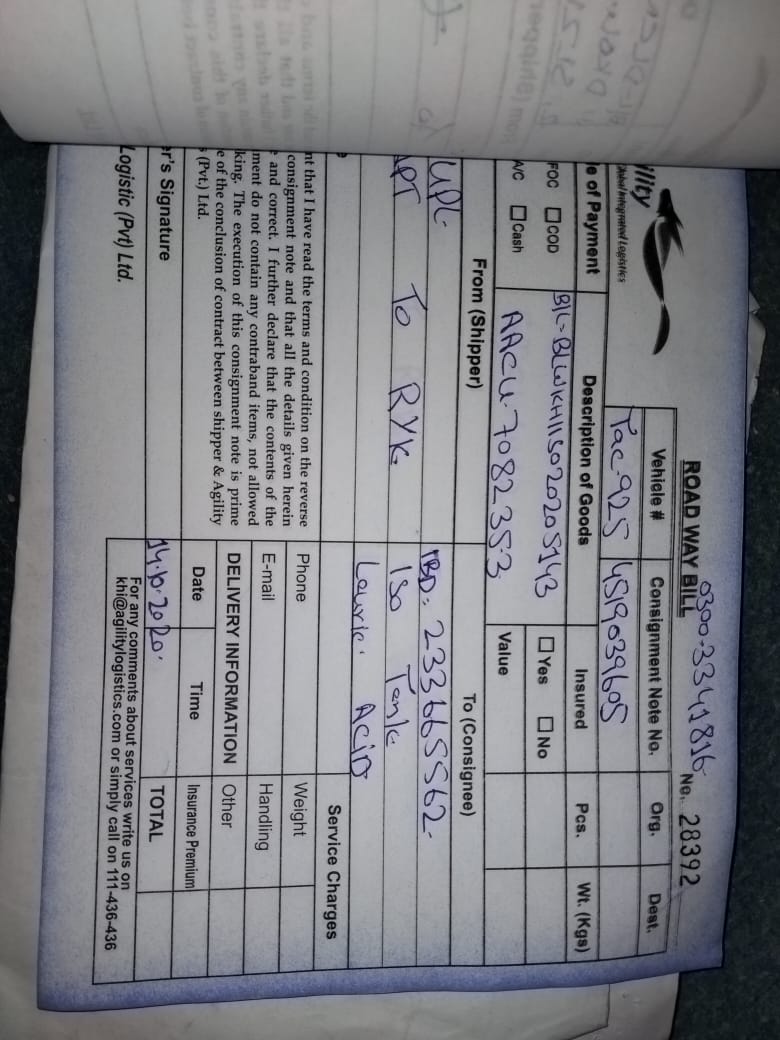 0300-3341816
ROAD WAY BILL No. 28392
ility
Global Integrated Logistics
Vehicle # Consignment Note No. Org. Dest.
Tac-925 4519039605
e of Payment Description of Goods Insured Pcs. Wt. (Kgs)
FOC COD B/L-BLWKHI1S020205143 Yes No
A/C Cash AACU-7082353 Value
From (Shipper) To (Consignee)
UPL IBD: 233665562
PT To RYK Iso Tank
Lauric ACiD
Service Charges
nt that I have read the terms and condition on the reverse
consignment note and that all the details given herein
e and correct. I further declare that the contents of the
ment do not contain any contraband items, not allowed
king. The execution of this consignment note is prime
e of the conclusion of contract between shipper & Agility
s (Pvt.) Ltd.
Phone Weight
E-mail Handling
DELIVERY INFORMATION Other
Date Time Insurance Premium
er's Signature 14.10.2020. TOTAL
Logistic (Pvt) Ltd.
For any comments about services write us on
khi@agilitylogistics.com or simply call on 111-436-436